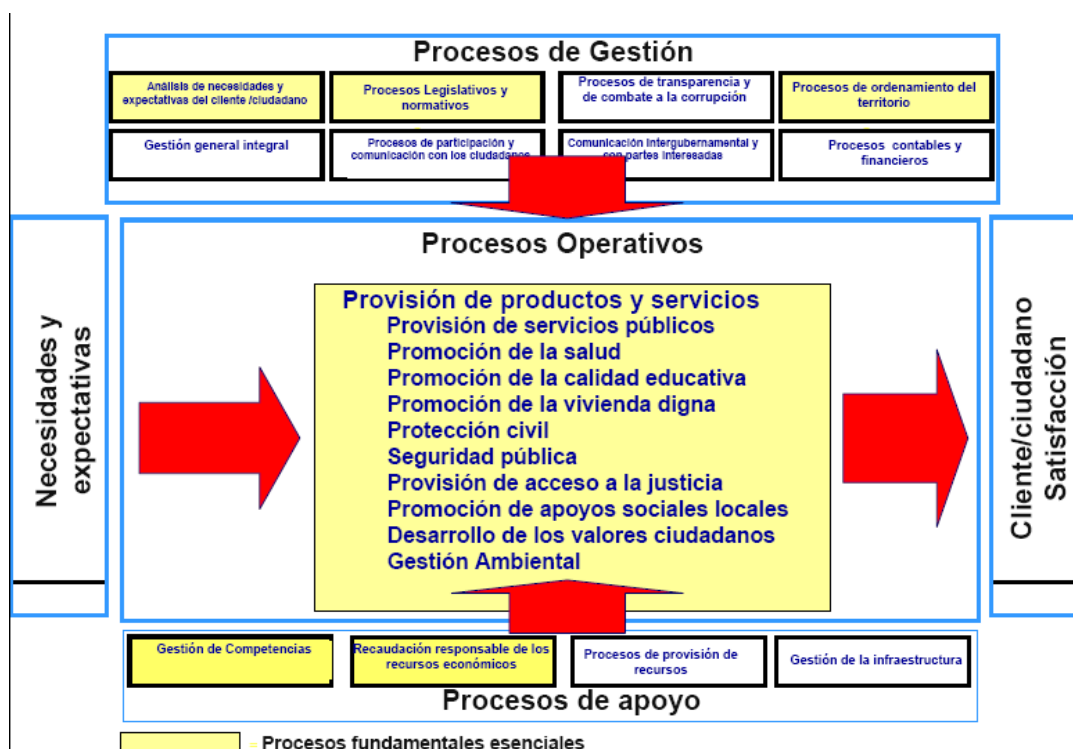 Procesos de Gestión
Análisis de necesidades y
expectativas del cliente /ciudadano
Procesos Legislativos y
normativos
Procesos de transparencia y
de combate a la corrupción
Procesos de ordenamiento del
territorio
Gestión general integral
Procesos de participación y
comunicación con los ciudadanos
Comunicación intergubernamental y
con partes interesadas
Procesos contables y
financieros
Necesidades y
expectativas
Procesos Operativos
Provisión de productos y servicios
Provisión de servicios públicos
Promoción de la salud
Promoción de la calidad educativa
Promoción de la vivienda digna
Protección civil
Seguridad pública
Provisión de acceso a la justicia
Promoción de apoyos sociales locales
Desarrollo de los valores ciudadanos
Gestión Ambiental
Cliente/ciudadano
Satisfacción
Gestión de Competencias
Recaudación responsable de los
recursos económicos
Procesos de provisión de
recursos
Gestión de la infraestructura
Procesos de apoyo
= Procesos fundamentales esenciales